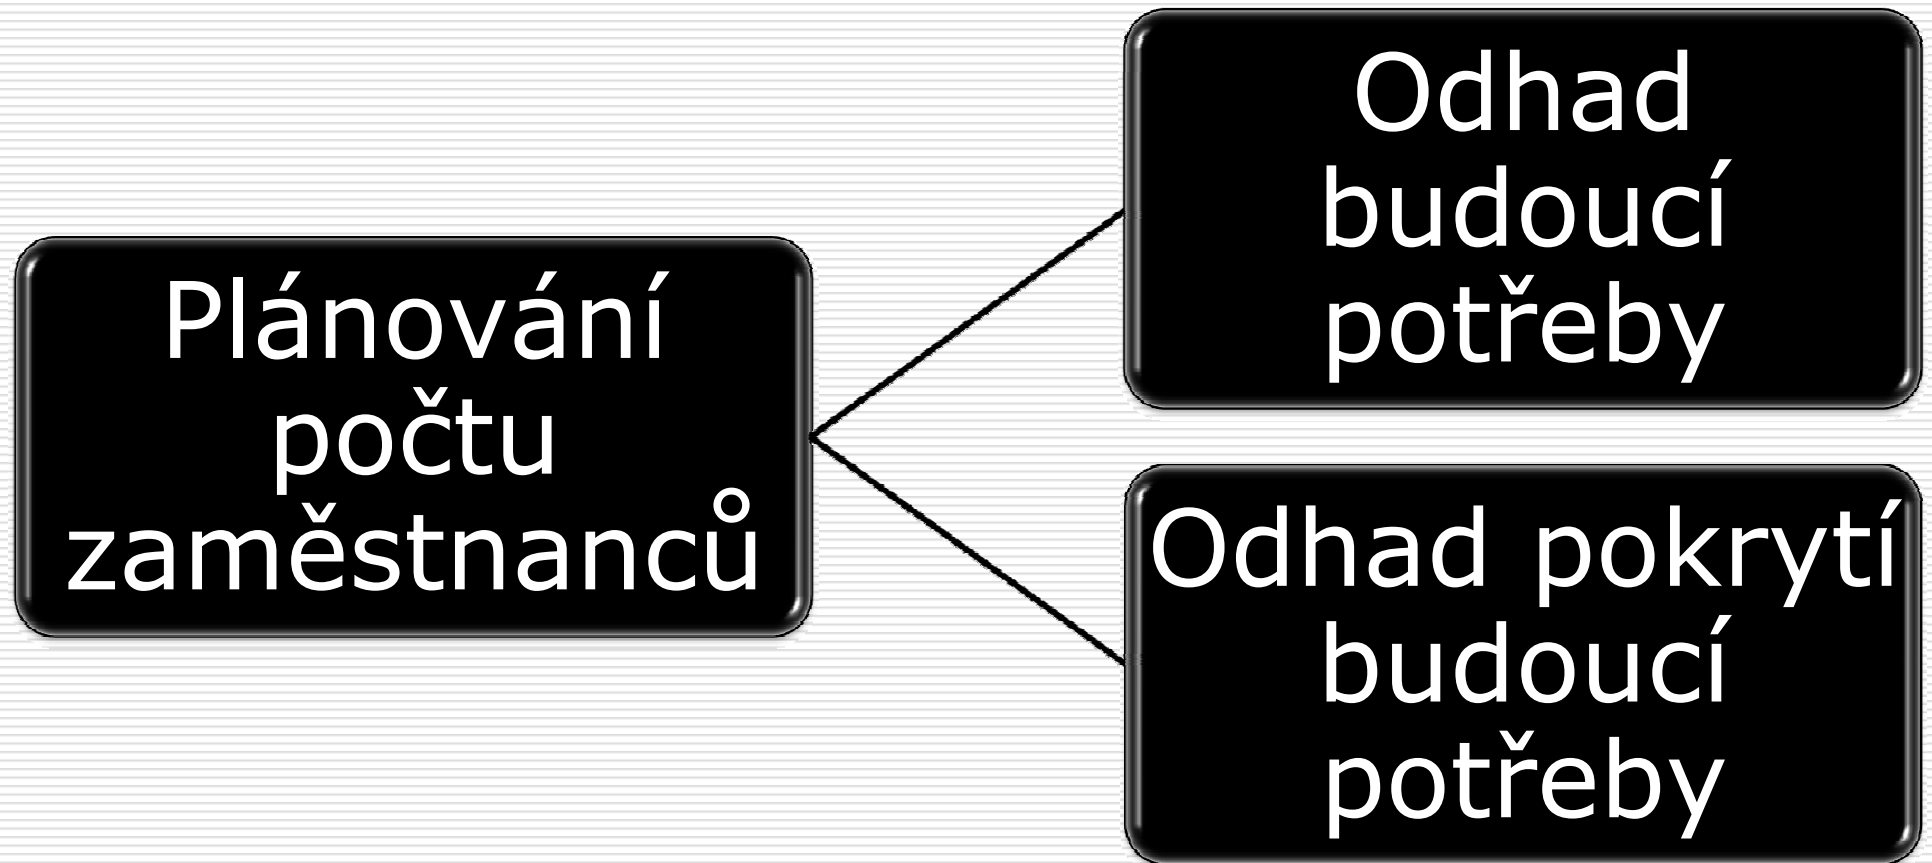 Plánování
počtu
zaměstnanců
Odhad
budoucí
potřeby
Odhad pokrytí
budoucí
potřeby